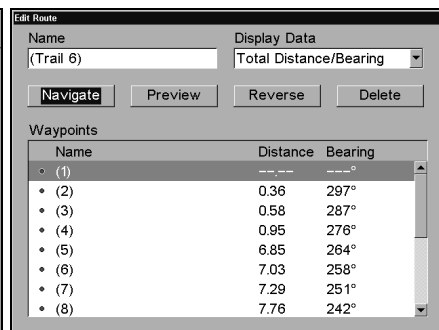 Edit Route
Name Display Data
(Trail 6) Total Distance/Bearing
Navigate Preview Reverse Delete
Waypoints
Name Distance Bearing
(1) --.-- ---°
(2) 0.36 297°
(3) 0.58 287°
(4) 0.95 276°
(5) 6.85 264°
(6) 7.03 258°
(7) 7.29 251°
(8) 7.76 242°